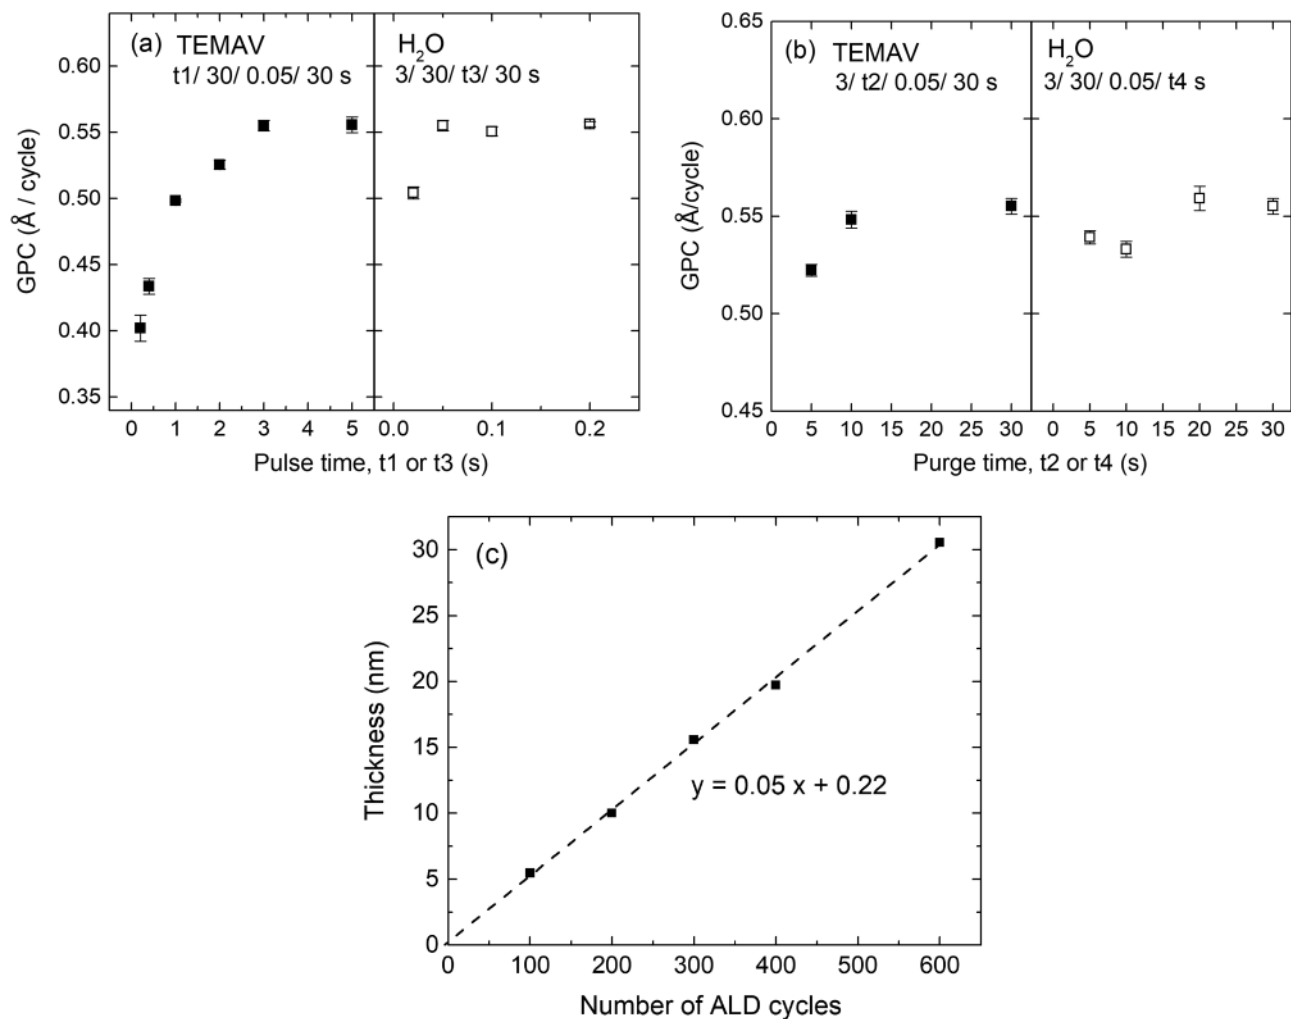 (a) TEMAV
t1/ 30/ 0.05/ 30 s
H₂O
3/ 30/ t3/ 30 s
0.60
0.55
0.50
0.45
0.40
0.35
GPC (Å / cycle)
0 1 2 3 4 5 0.0 0.1 0.2
Pulse time, t1 or t3 (s)
(b) TEMAV
3/ t2/ 0.05/ 30 s
H₂O
3/ 30/ 0.05/ t4 s
0.65
0.60
0.55
0.50
0.45
GPC (Å/cycle)
0 5 10 15 20 25 30 0 5 10 15 20 25 30
Purge time, t2 or t4 (s)
(c)
30
25
20
15
10
5
0
Thickness (nm)
y = 0.05 x + 0.22
0 100 200 300 400 500 600
Number of ALD cycles